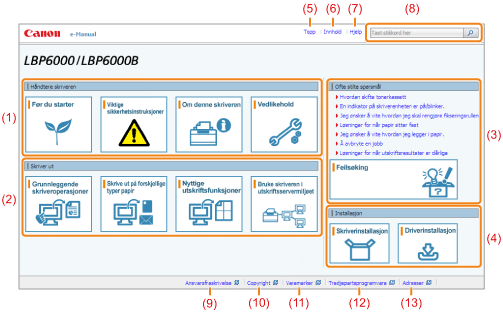 (5) (6) (7) (8)
Canon e-Manual
Topp Innhold Hjelp Tast stikkord her
LBP6000/LBP6000B
(1)
Håndtere skriveren
Før du starter
Viktige sikkerhetsinstruksjoner
Om denne skriveren
Vedlikehold
(2)
Skriver ut
Grunnleggende skriveroperasjoner
Skrive ut på forskjellige typer papir
Nyttige utskriftsfunksjoner
Bruke skriveren i utskriftsservermiljøet
(3)
Ofte stilte spørsmål
Hvordan skifte tonerkassett
En indikator på skriverenheten er på/blinker.
Jeg ønsker å vite hvordan jeg skal rengjøre fikseringsrullen
Løsninger for når papir sitter fast
Jeg ønsker å vite hvordan jeg legger i papir.
Å avbryte en jobb
Løsninger for når utskriftsresultater er dårlige
Feilsøking
(4)
Installasjon
Skriverinstallasjon
Driverinstallasjon
Ansvarsfraskrivelse Copyright Varemerker Tredjepartsprogramvare Adresser
(9) (10) (11) (12) (13)